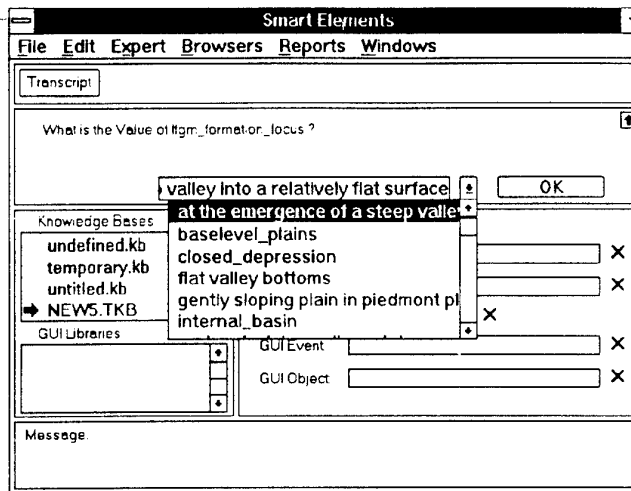 Smart Elements
File Edit Expert Browsers Reports Windows
Transcript
What is the Value of ltgm_formation_locus ?
valley into a relatively flat surface
OK
at the emergence of a steep valle
baselevel_plains
closed_depression
flat valley bottoms
gently sloping plain in piedmont pl
internal_basin
Knowledge Bases
undefined.kb
temporary.kb
untitled.kb
NEW5.TKB
GUI Libraries
GUI Event
GUI Object
Message.